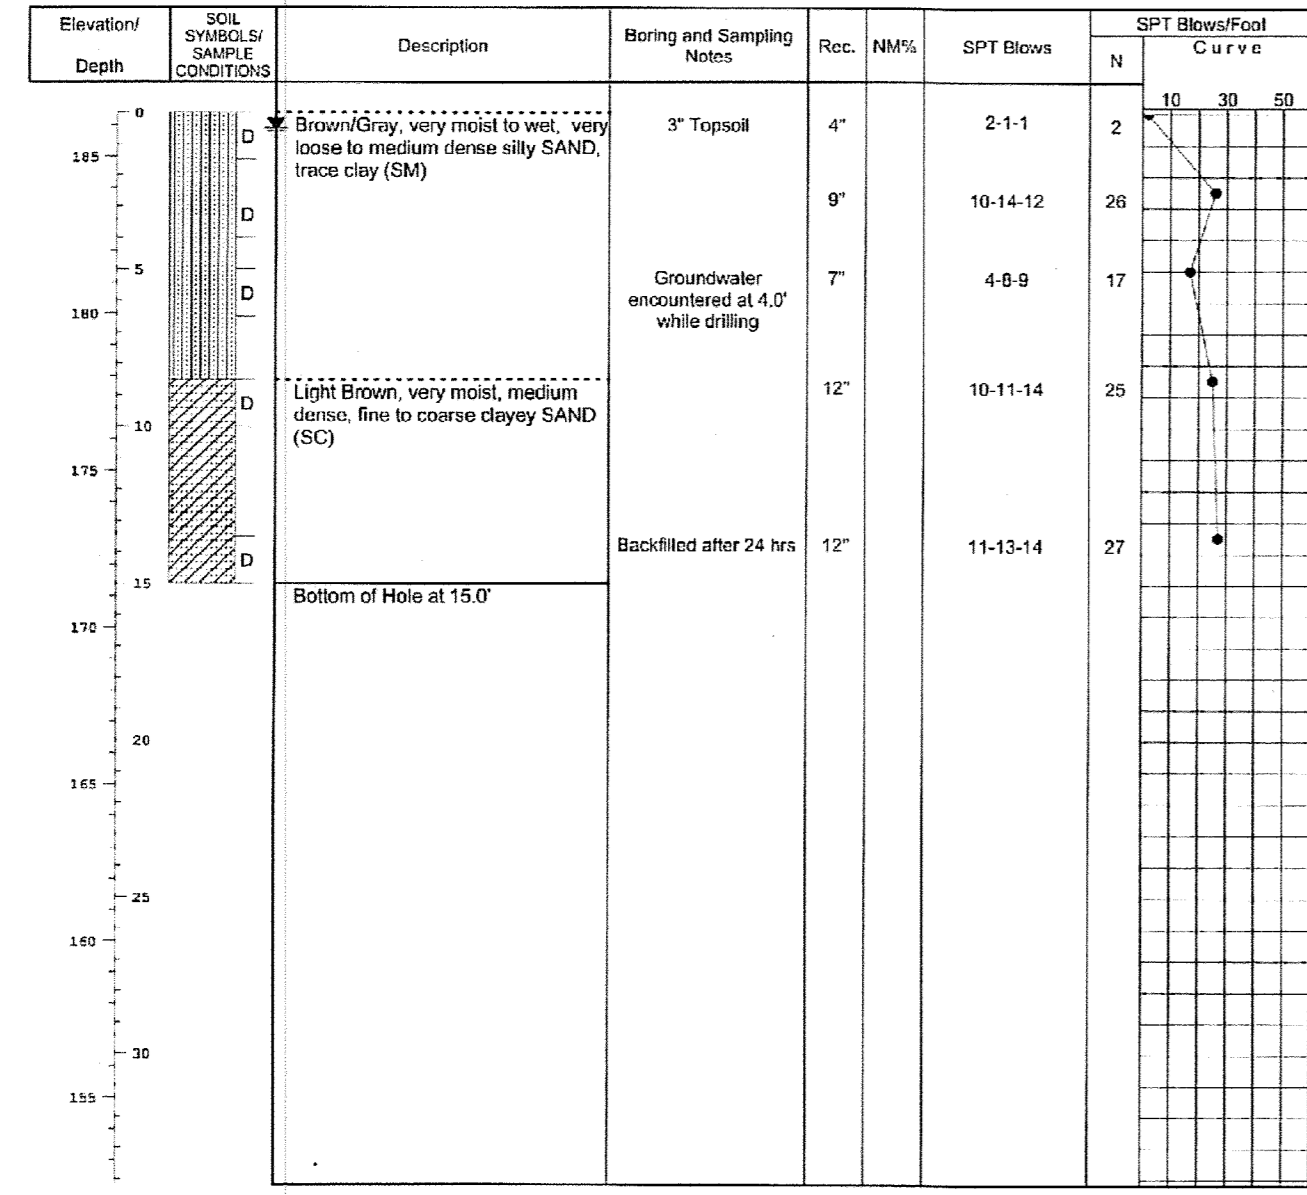 Elevation/
Depth
SOIL
SYMBOLS/
SAMPLE
CONDITIONS
Description
Boring and Sampling
Notes
Rec.
NM%
SPT Blows
SPT Blows/Foot
N
Curve
10 30 50
0
185
5
180
10
175
15
170
20
165
25
160
30
155
D
D
D
D
D
Brown/Gray, very moist to wet, very
loose to medium dense silty SAND,
trace clay (SM)
3" Topsoil
4"
2-1-1
2
9"
10-14-12
26
Groundwater
encountered at 4.0'
while drilling
7"
4-8-9
17
Light Brown, very moist, medium
dense, fine to coarse clayey SAND
(SC)
12"
10-11-14
25
Backfilled after 24 hrs
12"
11-13-14
27
Bottom of Hole at 15.0'